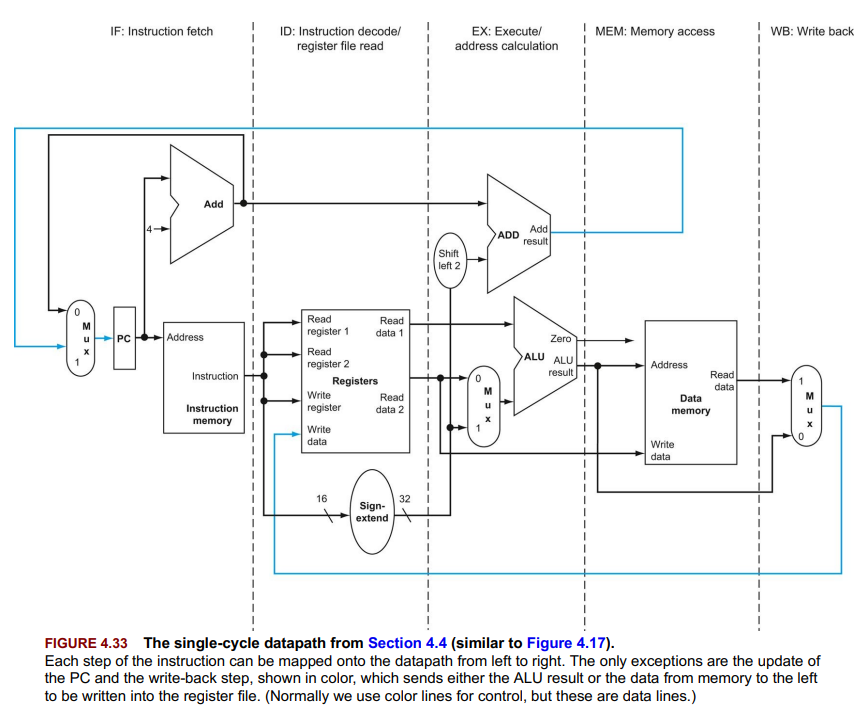 IF: Instruction fetch
ID: Instruction decode/
register file read
EX: Execute/
address calculation
MEM: Memory access
WB: Write back
Add
4
ADD
Add
result
Shift
left 2
0
M
u
x
1
PC
Address
Instruction
Instruction
memory
Read
register 1
Read
data 1
Read
register 2
Registers
Write
register
Read
data 2
Write
data
0
M
u
x
1
Zero
ALU
ALU
result
Address
Read
data
Data
memory
Write
data
1
M
u
x
0
16
Sign-
extend
32
FIGURE 4.33 The single-cycle datapath from Section 4.4 (similar to Figure 4.17).
Each step of the instruction can be mapped onto the datapath from left to right. The only exceptions are the update of
the PC and the write-back step, shown in color, which sends either the ALU result or the data from memory to the left
to be written into the register file. (Normally we use color lines for control, but these are data lines.)